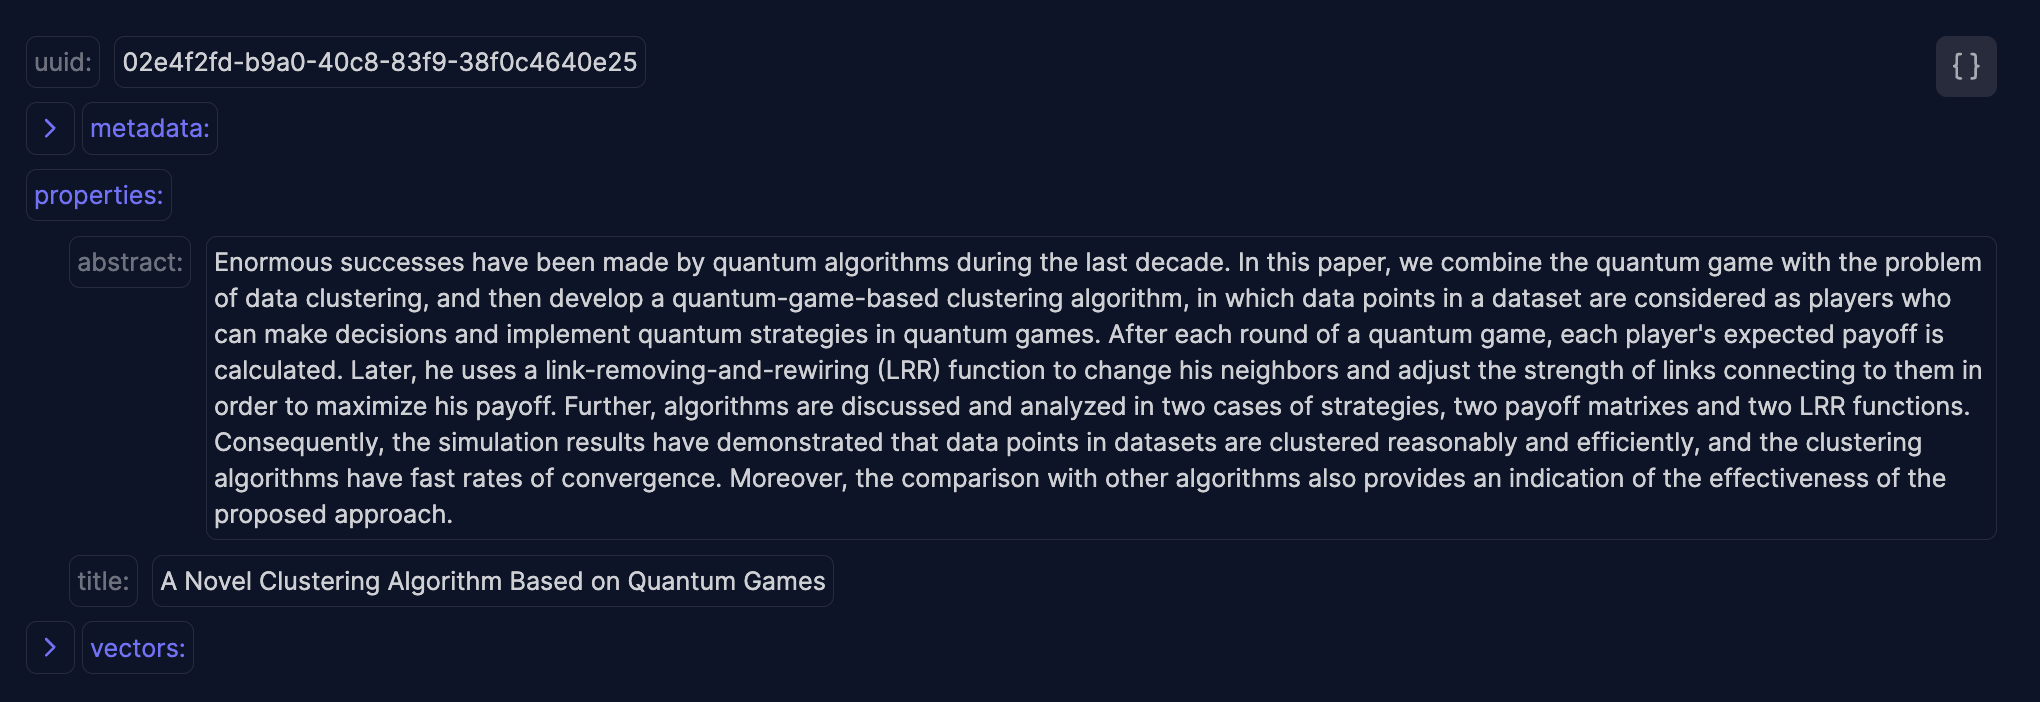 uuid: 02e4f2fd-b9a0-40c8-83f9-38f0c4640e25
{}
metadata:
properties:
abstract: Enormous successes have been made by quantum algorithms during the last decade. In this paper, we combine the quantum game with the problem
of data clustering, and then develop a quantum-game-based clustering algorithm, in which data points in a dataset are considered as players who
can make decisions and implement quantum strategies in quantum games. After each round of a quantum game, each player's expected payoff is
calculated. Later, he uses a link-removing-and-rewiring (LRR) function to change his neighbors and adjust the strength of links connecting to them in
order to maximize his payoff. Further, algorithms are discussed and analyzed in two cases of strategies, two payoff matrixes and two LRR functions.
Consequently, the simulation results have demonstrated that data points in datasets are clustered reasonably and efficiently, and the clustering
algorithms have fast rates of convergence. Moreover, the comparison with other algorithms also provides an indication of the effectiveness of the
proposed approach.
title: A Novel Clustering Algorithm Based on Quantum Games
vectors: